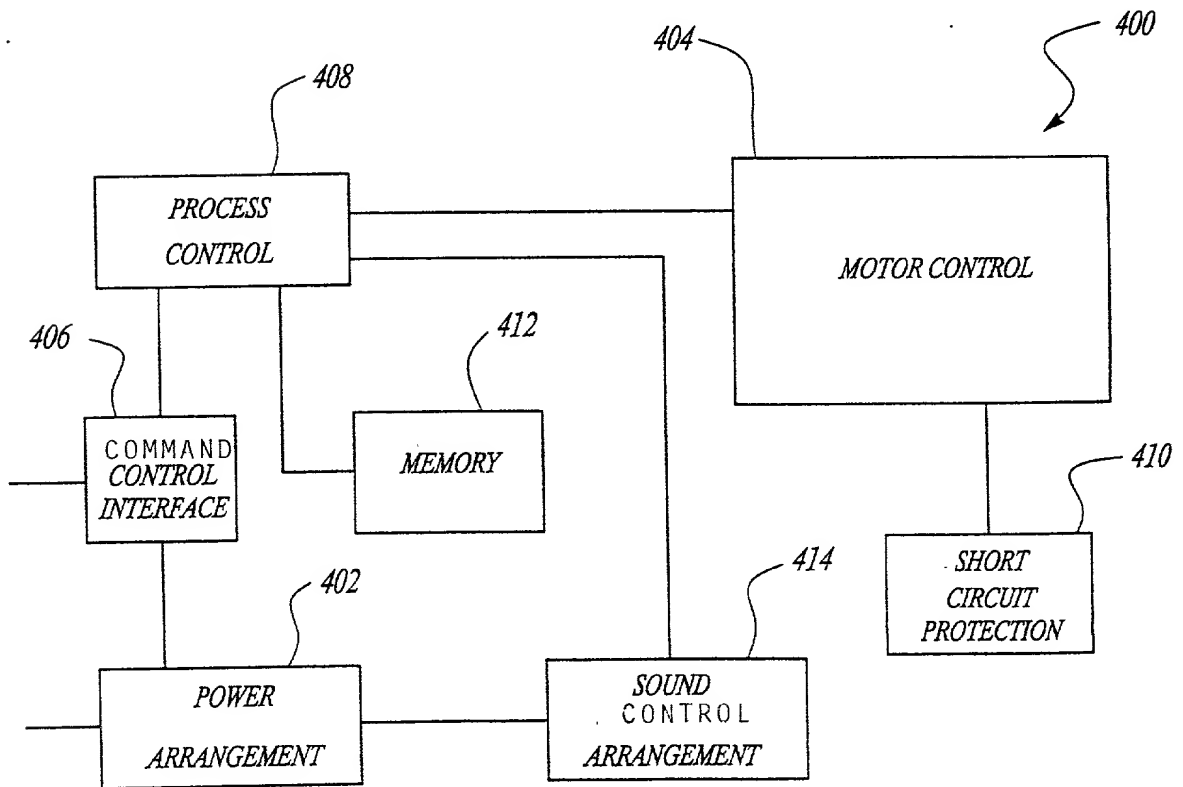 404
400
408
PROCESS
CONTROL
MOTOR CONTROL
406
412
COMMAND
CONTROL
INTERFACE
MEMORY
410
SHORT
CIRCUIT
PROTECTION
402
414
POWER
ARRANGEMENT
SOUND
CONTROL
ARRANGEMENT